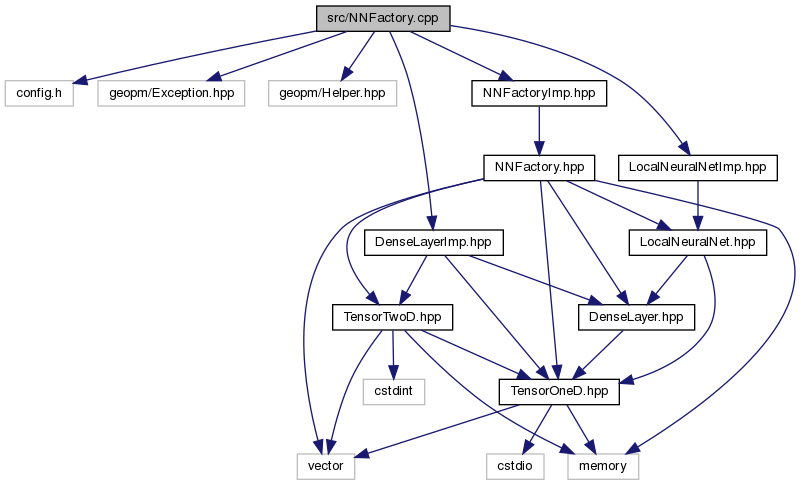 src/NNFactory.cpp
config.h
geopm/Exception.hpp
geopm/Helper.hpp
NNFactoryImp.hpp
NNFactory.hpp
LocalNeuralNetImp.hpp
DenseLayerImp.hpp
LocalNeuralNet.hpp
TensorTwoD.hpp
DenseLayer.hpp
cstdint
TensorOneD.hpp
vector
cstdio
memory